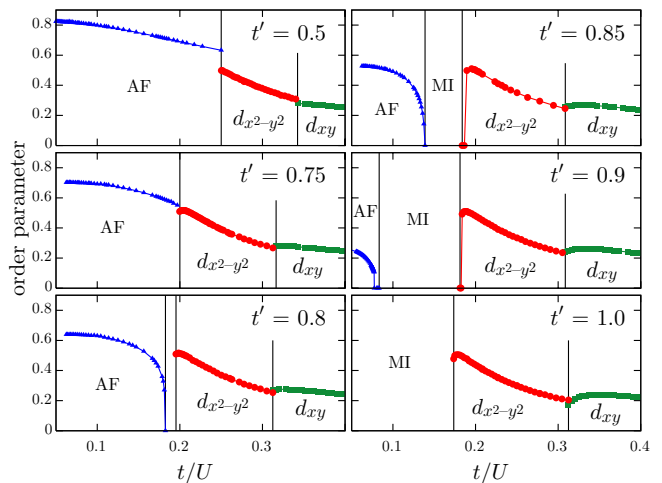 order parameter
0.8
0.6
0.4
0.2
0
t′ = 0.5
AF
d_{x²−y²}
d_{xy}
t′ = 0.85
AF
MI
d_{x²−y²}
d_{xy}
0.8
0.6
0.4
0.2
0
t′ = 0.75
AF
d_{x²−y²}
d_{xy}
t′ = 0.9
AF
MI
d_{x²−y²}
d_{xy}
0.8
0.6
0.4
0.2
0
t′ = 0.8
AF
d_{x²−y²}
d_{xy}
t′ = 1.0
MI
d_{x²−y²}
d_{xy}
0.1 0.2 0.3
0.1 0.2 0.3 0.4
t/U
t/U